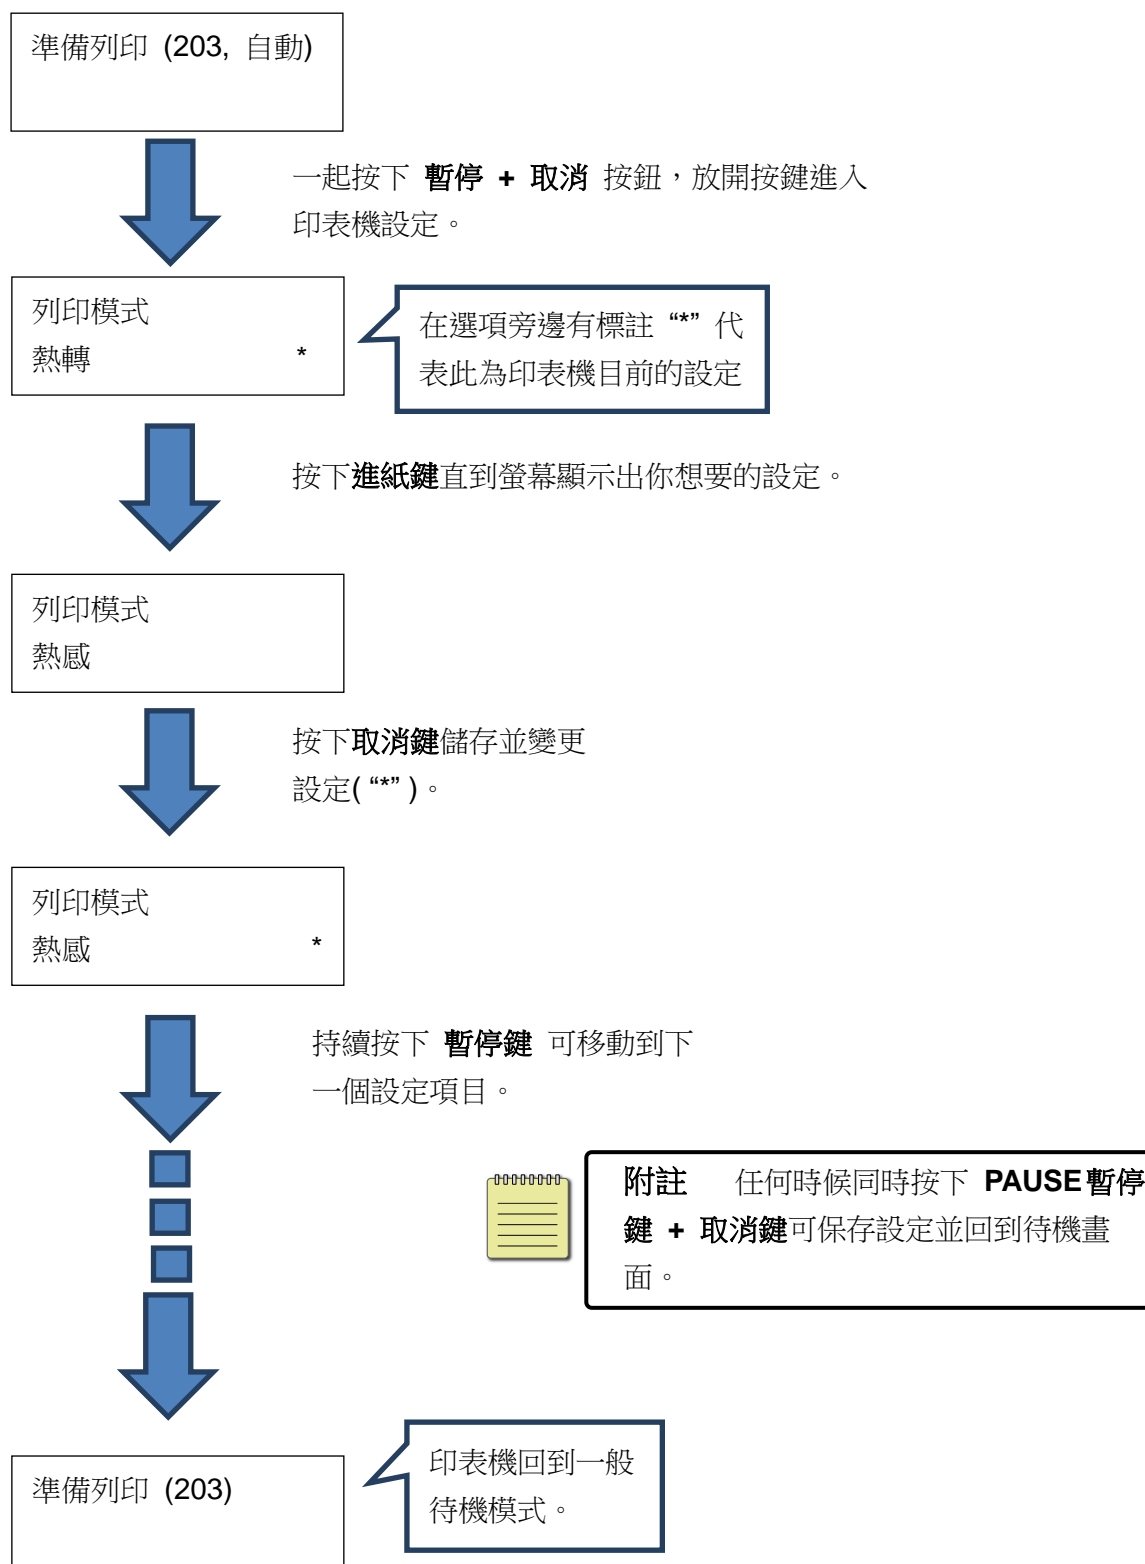 準備列印 (203, 自動)
一起按下 暫停 + 取消 按鈕，放開按鍵進入
印表機設定。
列印模式
熱轉 *
在選項旁邊有標註 “*” 代
表此為印表機目前的設定
按下進紙鍵直到螢幕顯示出你想要的設定。
列印模式
熱感
按下取消鍵儲存並變更
設定( “*” )。
列印模式
熱感 *
持續按下 暫停鍵 可移動到下
一個設定項目。
附註 任何時候同時按下 PAUSE暫停
鍵 + 取消鍵可保存設定並回到待機畫
面。
準備列印 (203)
印表機回到一般
待機模式。